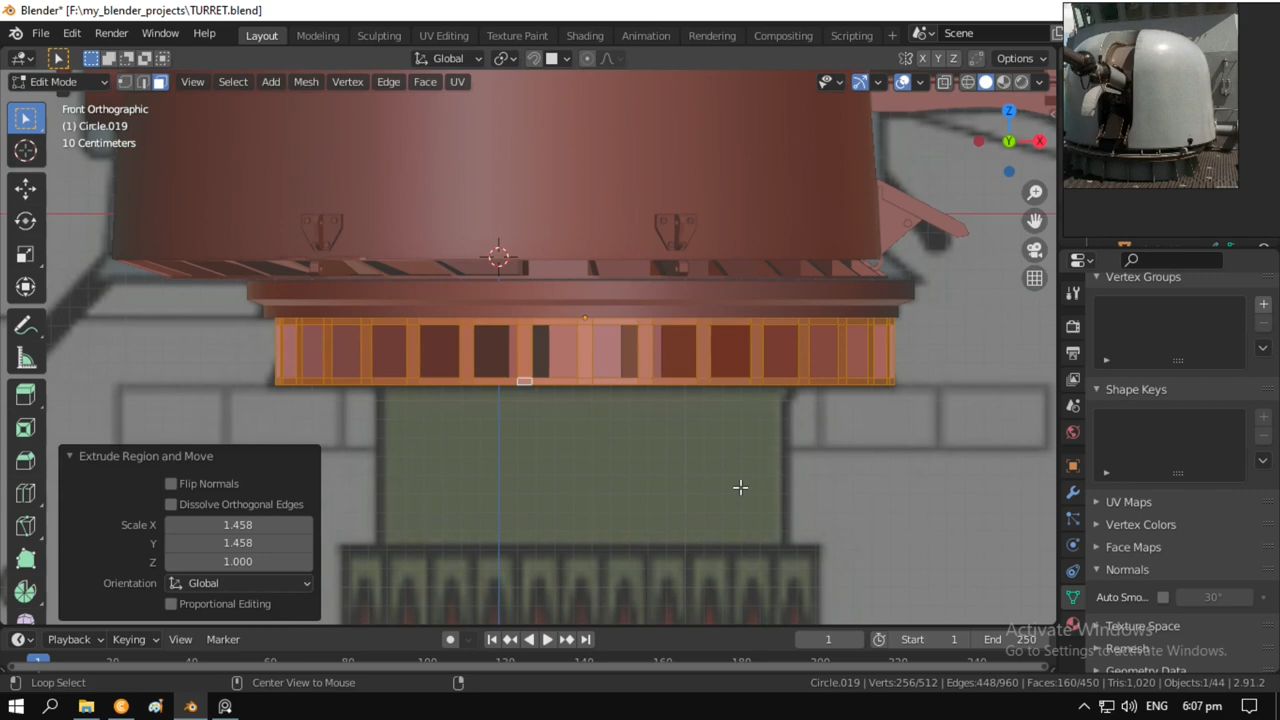 Blender* [F:\my_blender_projects\TURRET.blend]
File Edit Render Window Help Layout Modeling Sculpting UV Editing Texture Paint Shading Animation Rendering Compositing Scripting + Scene
Global Options
X Y Z
Edit Mode View Select Add Mesh Vertex Edge Face UV
Front Orthographic
(1) Circle.019
10 Centimeters
Z
Y
X
Vertex Groups
Shape Keys
UV Maps
Vertex Colors
Face Maps
Normals
Auto Smo... 30°
Texture Space
Remesh
Geometry Data
Activate Windows
Go to Settings to activate Windows.
Extrude Region and Move
Flip Normals
Dissolve Orthogonal Edges
Scale X 1.458
Y 1.458
Z 1.000
Orientation Global
Proportional Editing
Playback Keying View Marker 1 Start 1 End 250
Loop Select Center View to Mouse Circle.019 | Verts:256/512 | Edges:448/960 | Faces:160/450 | Tris:1,020 | Objects:1/44 | 2.91.2
ENG 6:07 pm